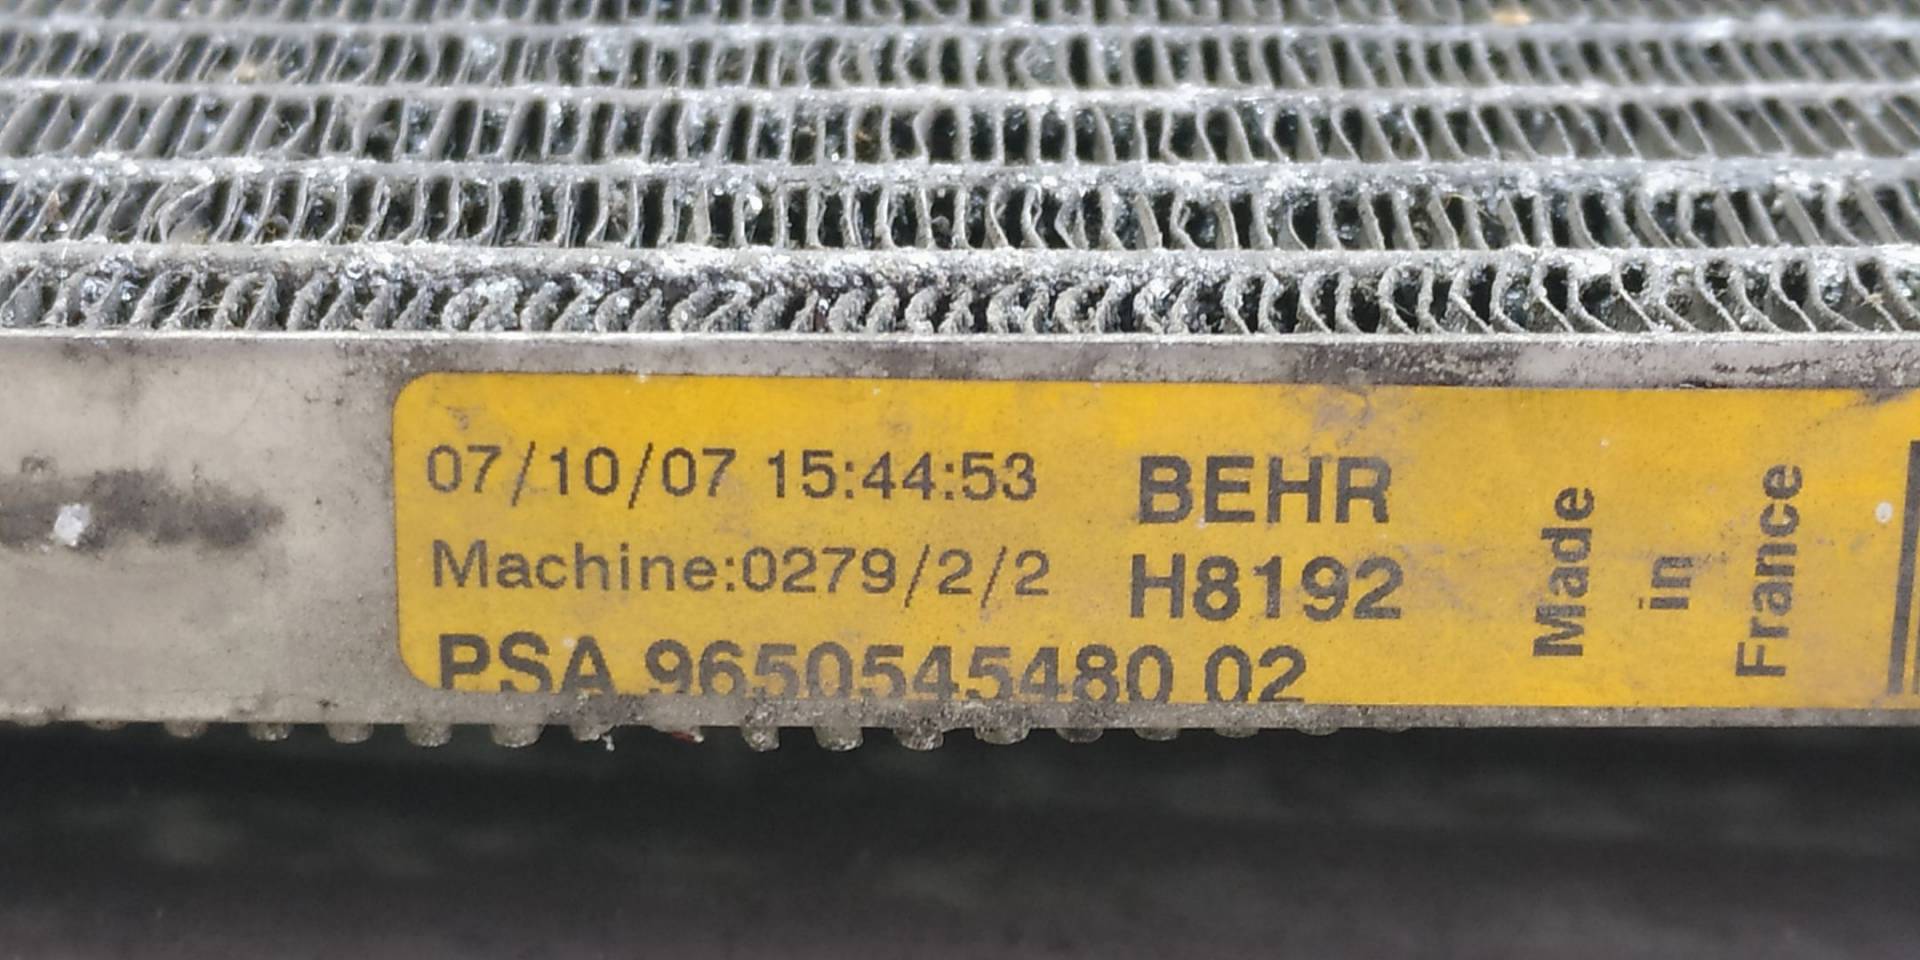 07/10/07 15:44:53 BEHR
Machine:0279/2/2 H8192
PSA 9650545480 02
Made
in
France